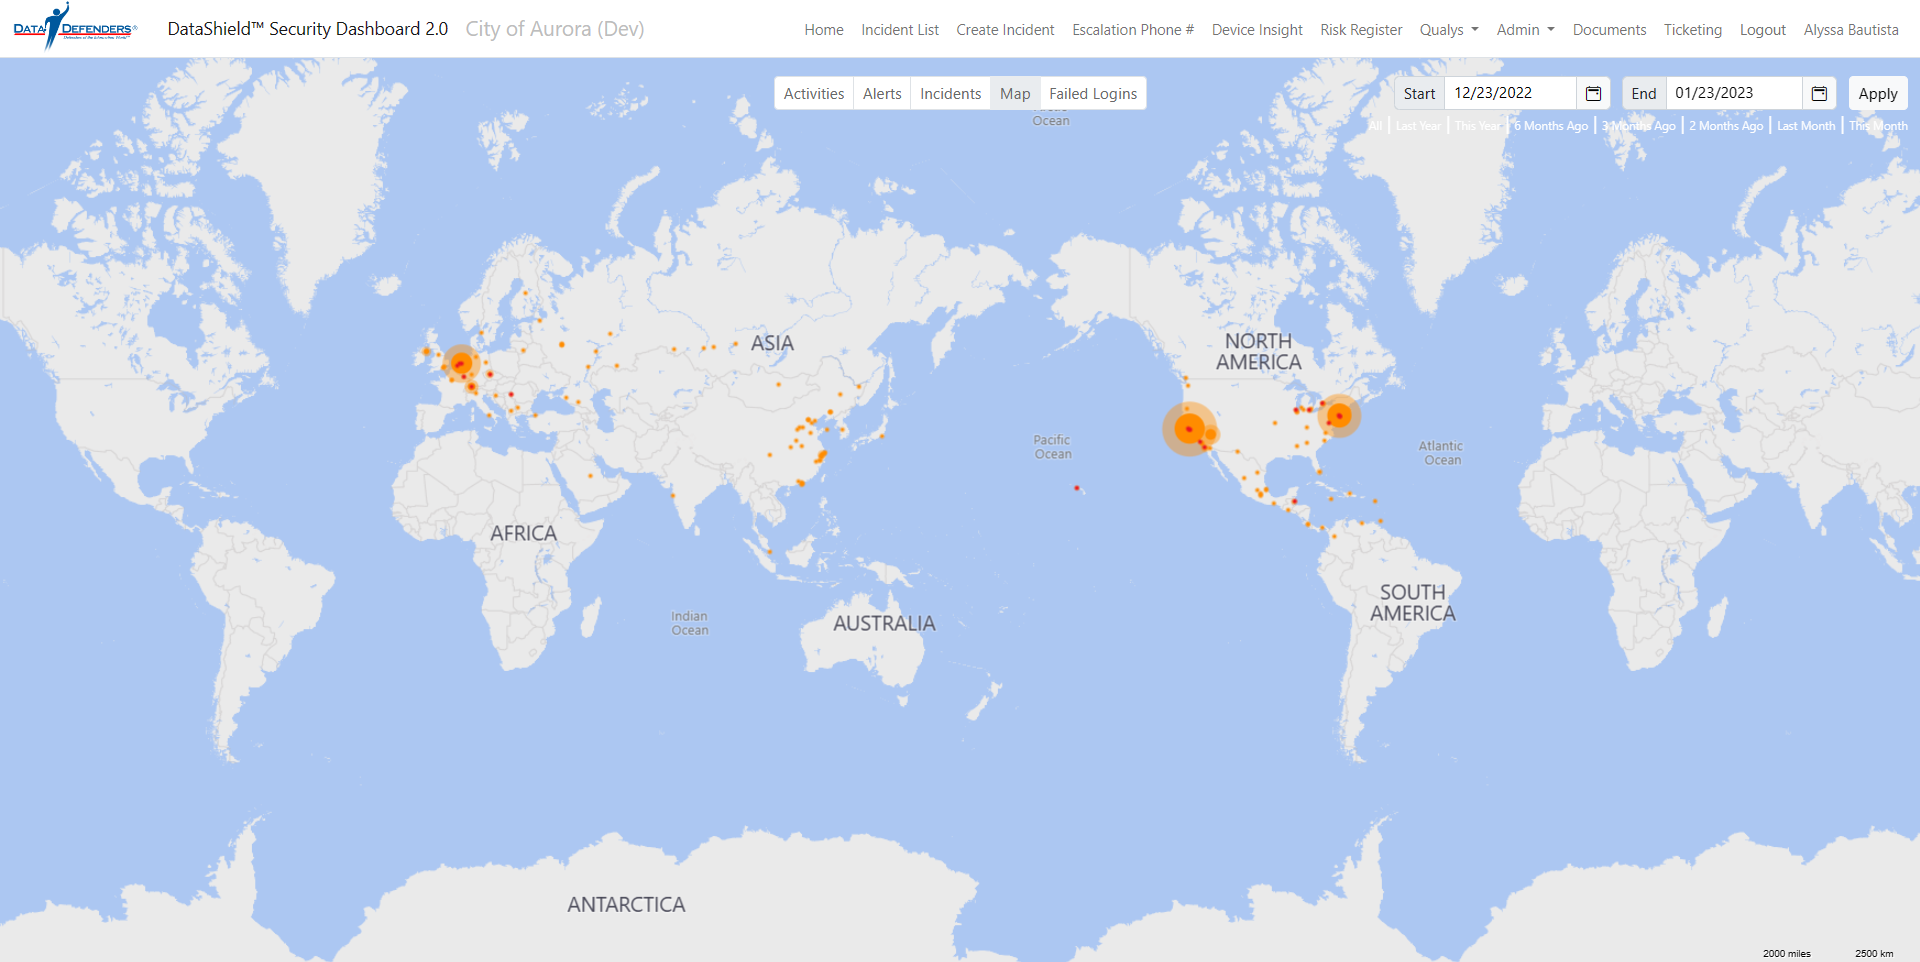 DATA DEFENDERS®
DataShield™ Security Dashboard 2.0 City of Aurora (Dev)
Home Incident List Create Incident Escalation Phone # Device Insight Risk Register Qualys Admin Documents Ticketing Logout Alyssa Bautista
Activities Alerts Incidents Map Failed Logins
Start 12/23/2022 End 01/23/2023 Apply
All | Last Year | This Year | 6 Months Ago | 3 Months Ago | 2 Months Ago | Last Month | This Month
Ocean
ASIA
NORTH
AMERICA
Pacific
Ocean
Atlantic
Ocean
AFRICA
SOUTH
AMERICA
Indian
Ocean
AUSTRALIA
ANTARCTICA
2000 miles 2500 km